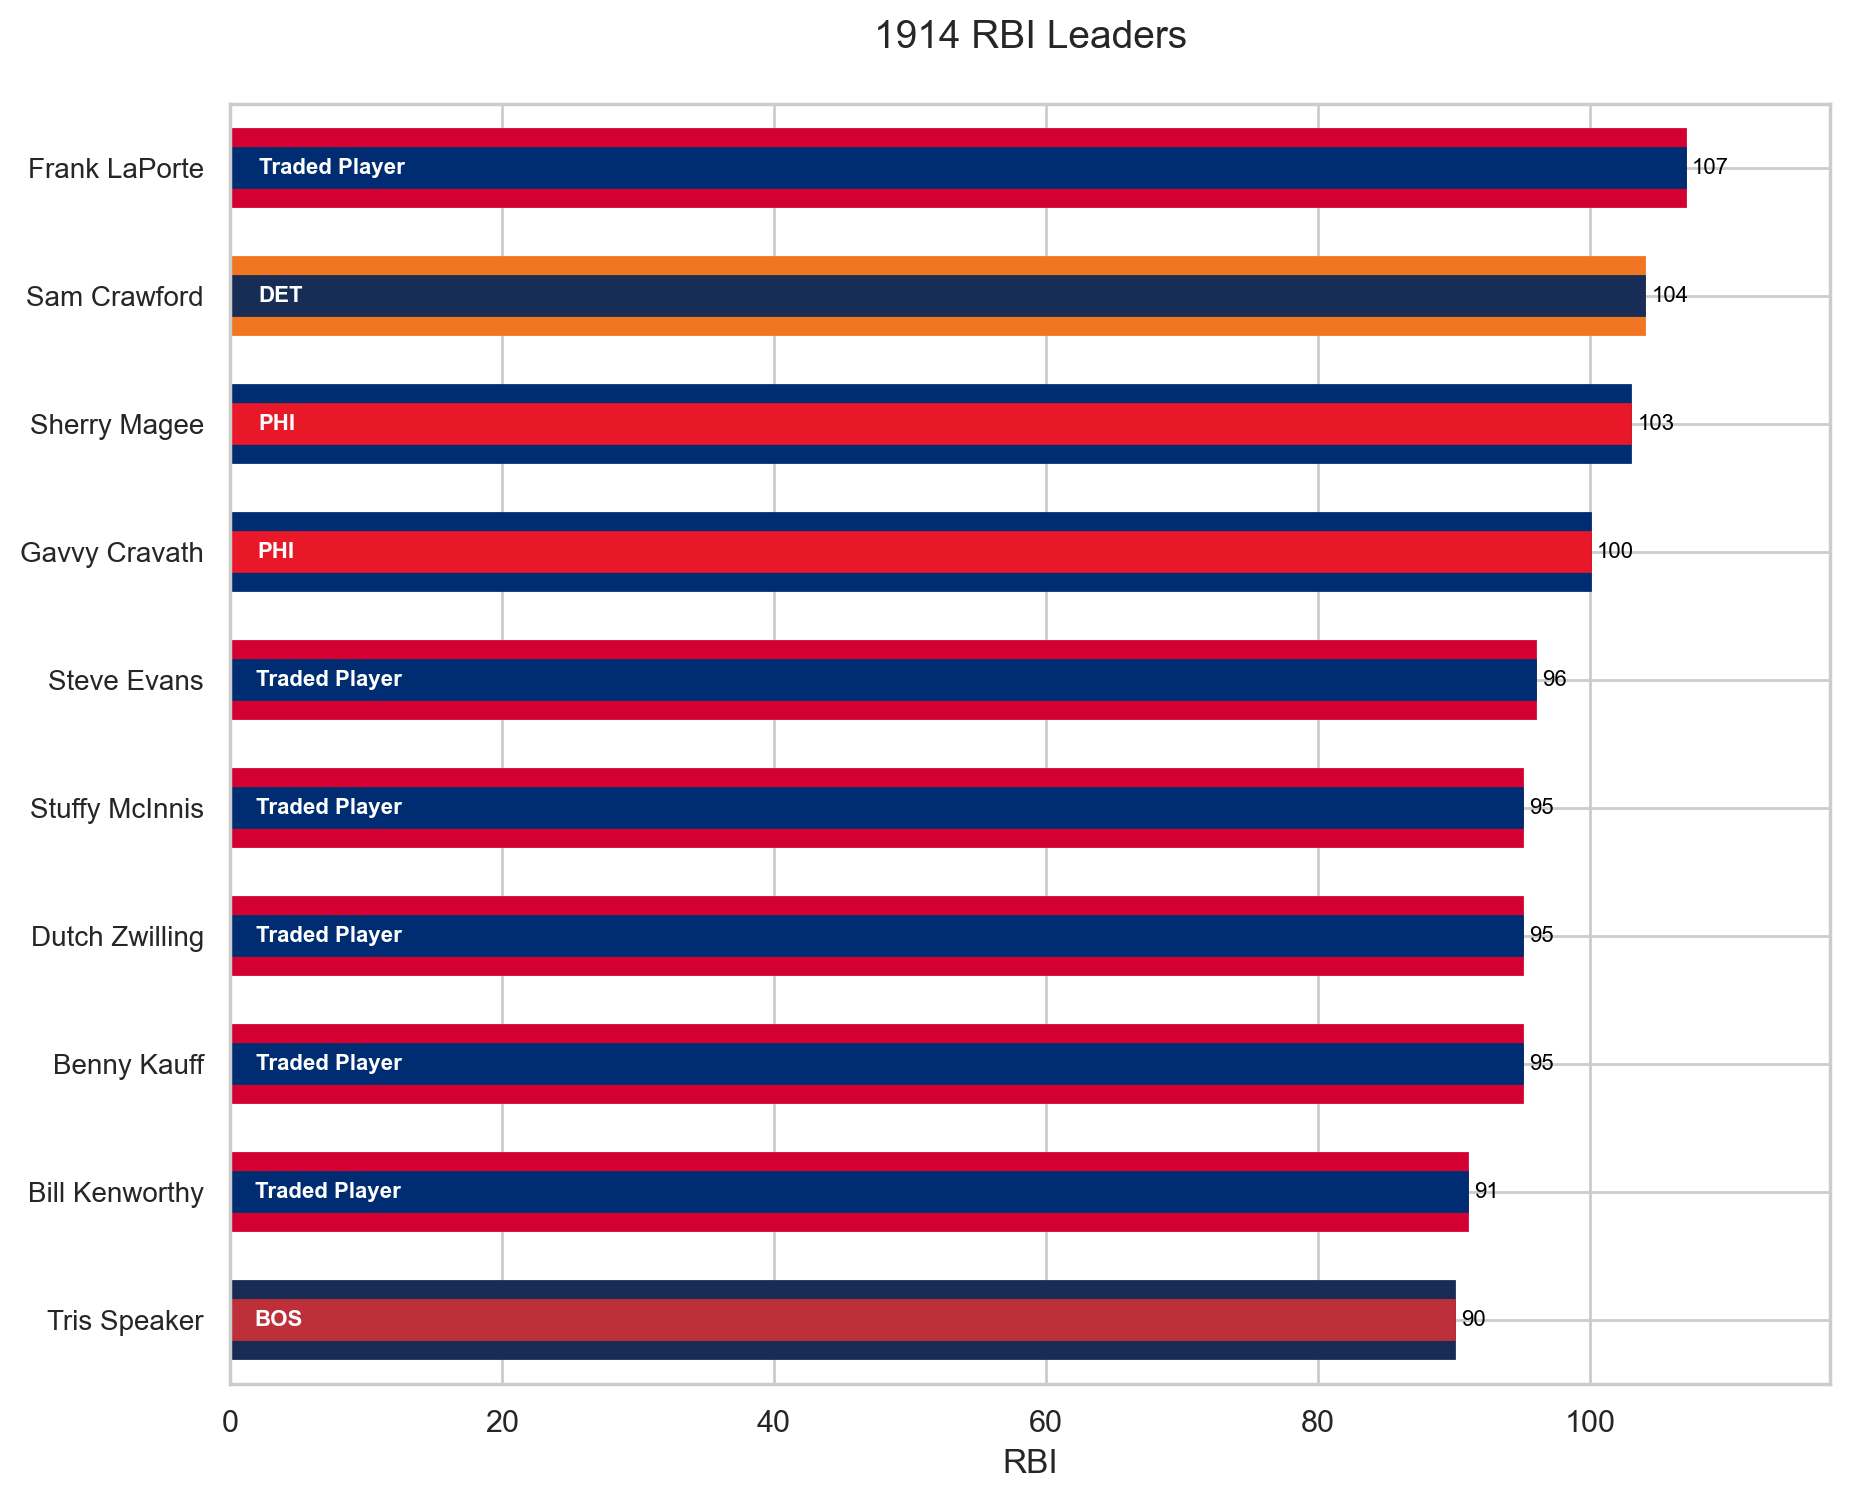 1914 RBI Leaders
Frank LaPorte
Traded Player
107
Sam Crawford
DET
104
Sherry Magee
PHI
103
Gavvy Cravath
PHI
100
Steve Evans
Traded Player
96
Stuffy McInnis
Traded Player
95
Dutch Zwilling
Traded Player
95
Benny Kauff
Traded Player
95
Bill Kenworthy
Traded Player
91
Tris Speaker
BOS
90
0 20 40 60 80 100
RBI